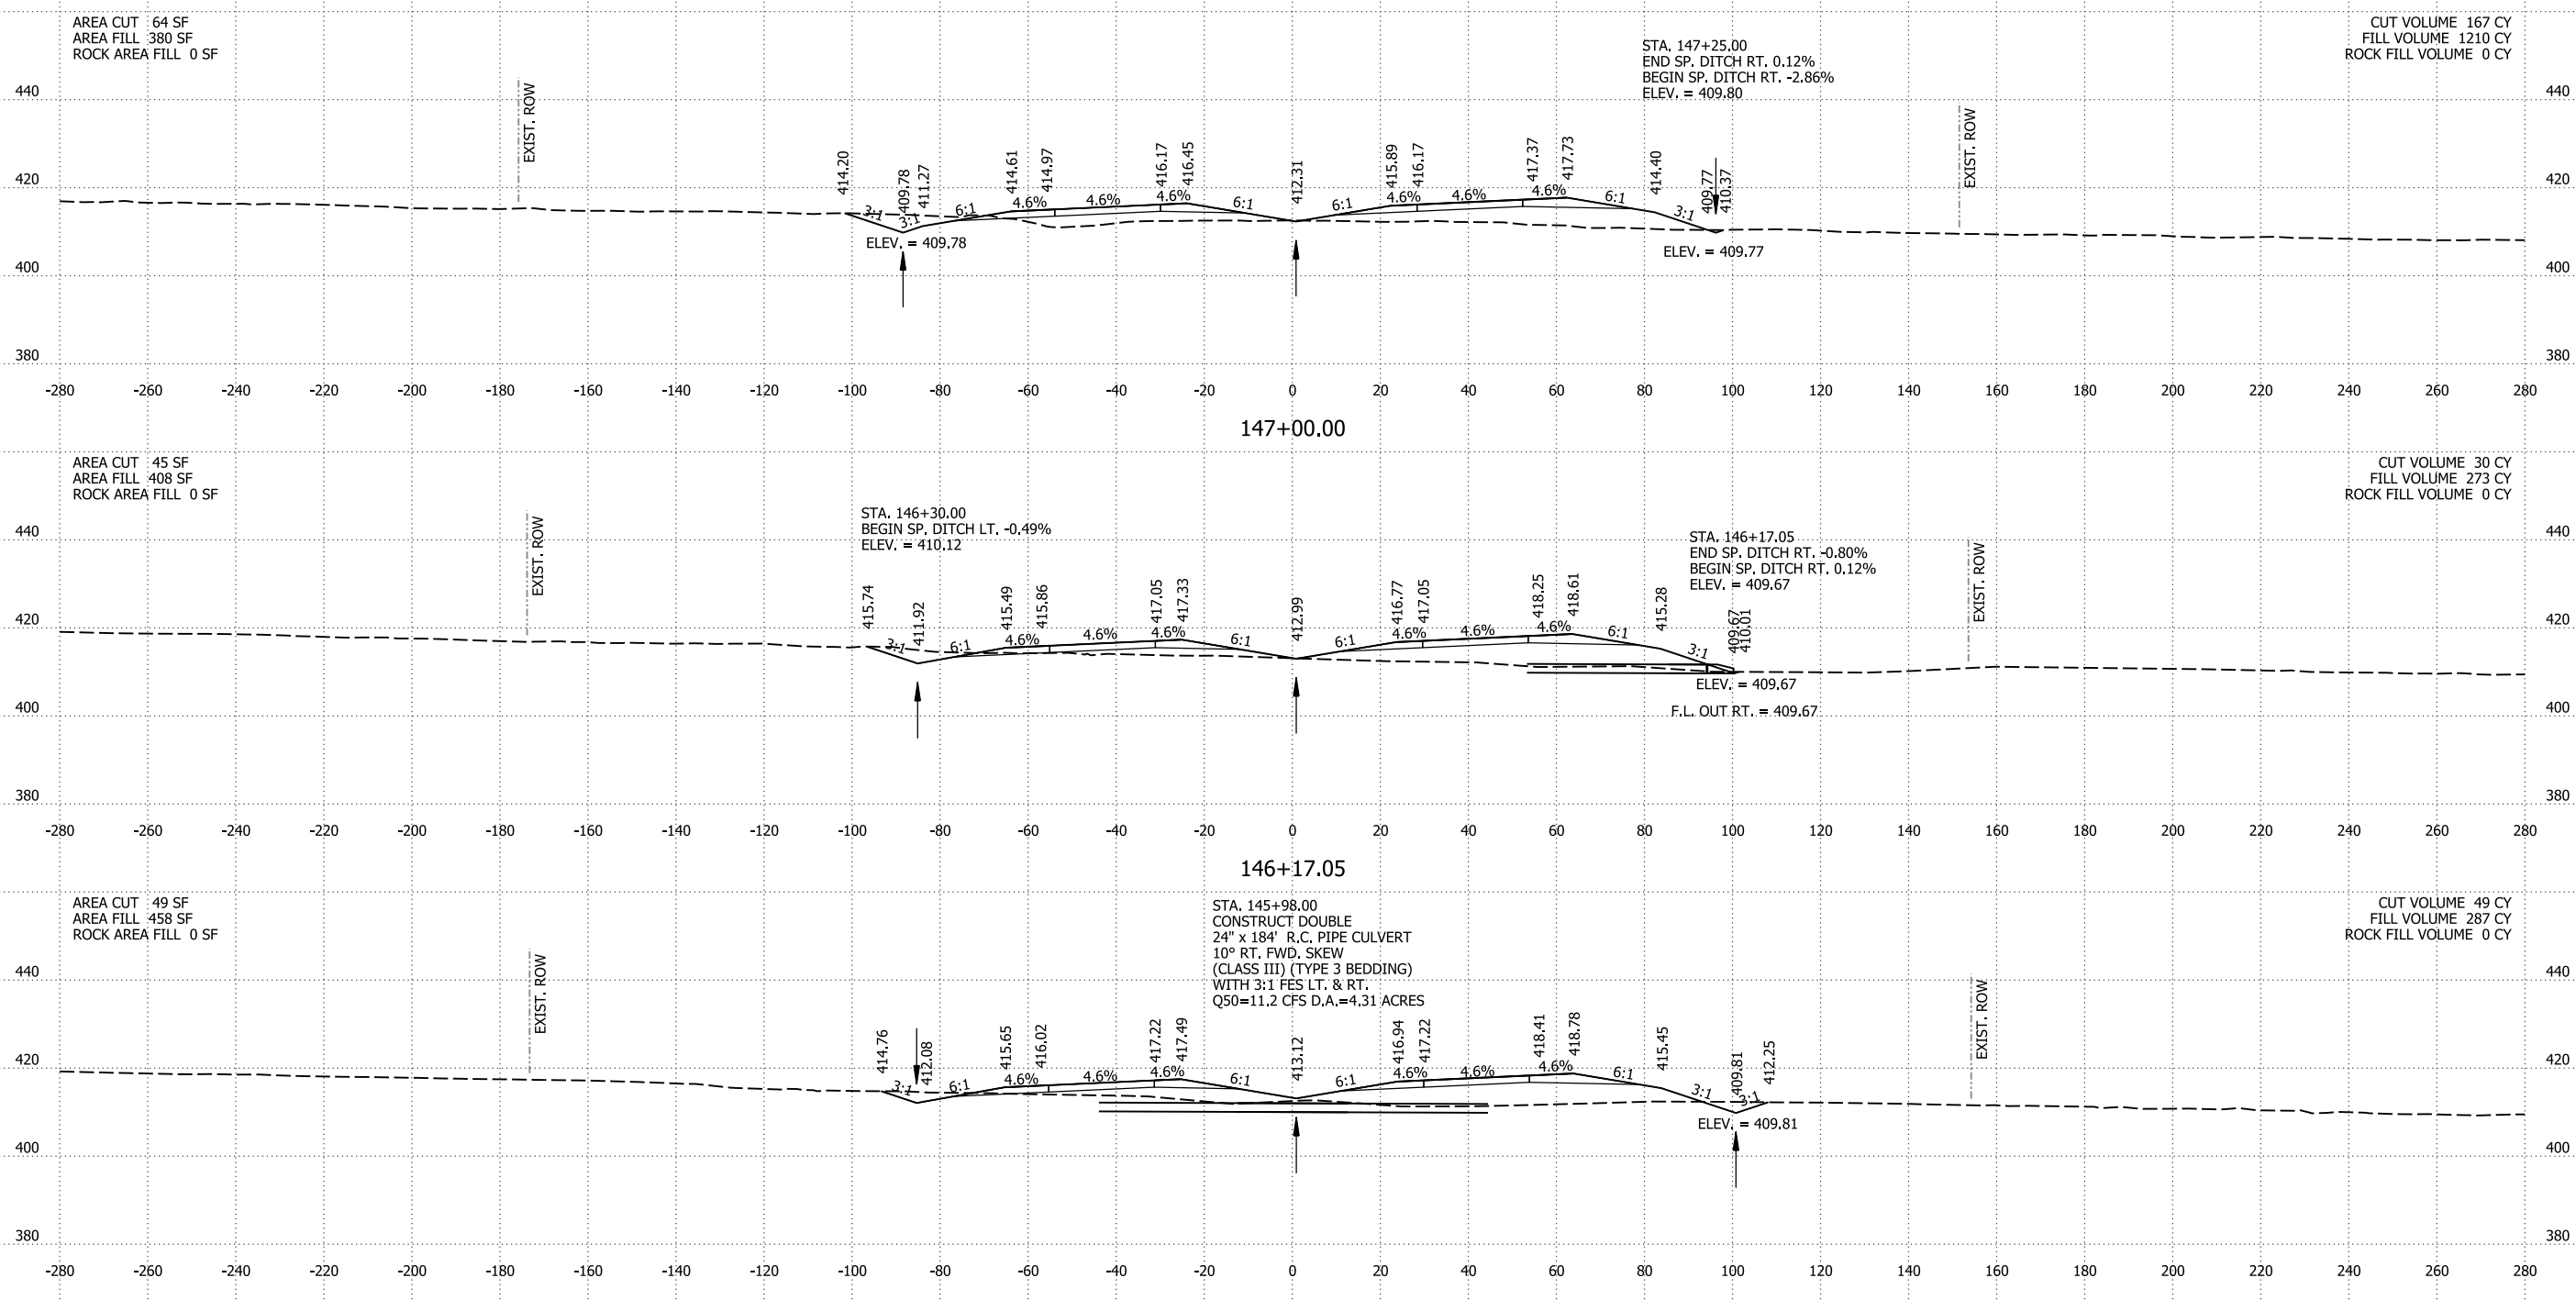 AREA CUT 64 SF
AREA FILL 380 SF
ROCK AREA FILL 0 SF
CUT VOLUME 167 CY
FILL VOLUME 1210 CY
ROCK FILL VOLUME 0 CY
STA. 147+25.00
END SP. DITCH RT. 0.12%
BEGIN SP. DITCH RT. -2.86%
ELEV. = 409.80
440 440
EXIST. ROW EXIST. ROW
420 420
414.20 409.78 411.27 414.61 414.97 416.17 416.45 412.31 415.89 416.17 417.37 417.73 414.40 409.77 410.37
3:1 3:1 6:1 4.6% 4.6% 4.6% 6:1 6:1 4.6% 4.6% 4.6% 6:1 3:1
ELEV. = 409.78 ELEV. = 409.77
400 400
380 380
-280 -260 -240 -220 -200 -180 -160 -140 -120 -100 -80 -60 -40 -20 0 20 40 60 80 100 120 140 160 180 200 220 240 260 280
147+00.00
AREA CUT 45 SF
AREA FILL 408 SF
ROCK AREA FILL 0 SF
CUT VOLUME 30 CY
FILL VOLUME 273 CY
ROCK FILL VOLUME 0 CY
STA. 146+30.00
BEGIN SP. DITCH LT. -0.49%
ELEV. = 410.12
STA. 146+17.05
END SP. DITCH RT. -0.80%
BEGIN SP. DITCH RT. 0.12%
ELEV. = 409.67
440 440
EXIST. ROW EXIST. ROW
420 420
415.74 411.92 415.49 415.86 417.05 417.33 412.99 416.77 417.05 418.25 418.61 415.28 409.67 410.01
3:1 6:1 4.6% 4.6% 4.6% 6:1 6:1 4.6% 4.6% 4.6% 6:1 3:1
ELEV. = 409.67
F.L. OUT RT. = 409.67
400 400
380 380
-280 -260 -240 -220 -200 -180 -160 -140 -120 -100 -80 -60 -40 -20 0 20 40 60 80 100 120 140 160 180 200 220 240 260 280
146+17.05
AREA CUT 49 SF
AREA FILL 458 SF
ROCK AREA FILL 0 SF
CUT VOLUME 49 CY
FILL VOLUME 287 CY
ROCK FILL VOLUME 0 CY
STA. 145+98.00
CONSTRUCT DOUBLE
24" x 184' R.C. PIPE CULVERT
10° RT. FWD. SKEW
(CLASS III) (TYPE 3 BEDDING)
WITH 3:1 FES LT. & RT.
Q50=11.2 CFS D.A.=4.31 ACRES
440 440
EXIST. ROW EXIST. ROW
420 420
414.76 412.08 415.65 416.02 417.22 417.49 413.12 416.94 417.22 418.41 418.78 415.45 409.81 412.25
3:1 6:1 4.6% 4.6% 4.6% 6:1 6:1 4.6% 4.6% 4.6% 6:1 3:1 3:1
ELEV. = 409.81
400 400
380 380
-280 -260 -240 -220 -200 -180 -160 -140 -120 -100 -80 -60 -40 -20 0 20 40 60 80 100 120 140 160 180 200 220 240 260 280